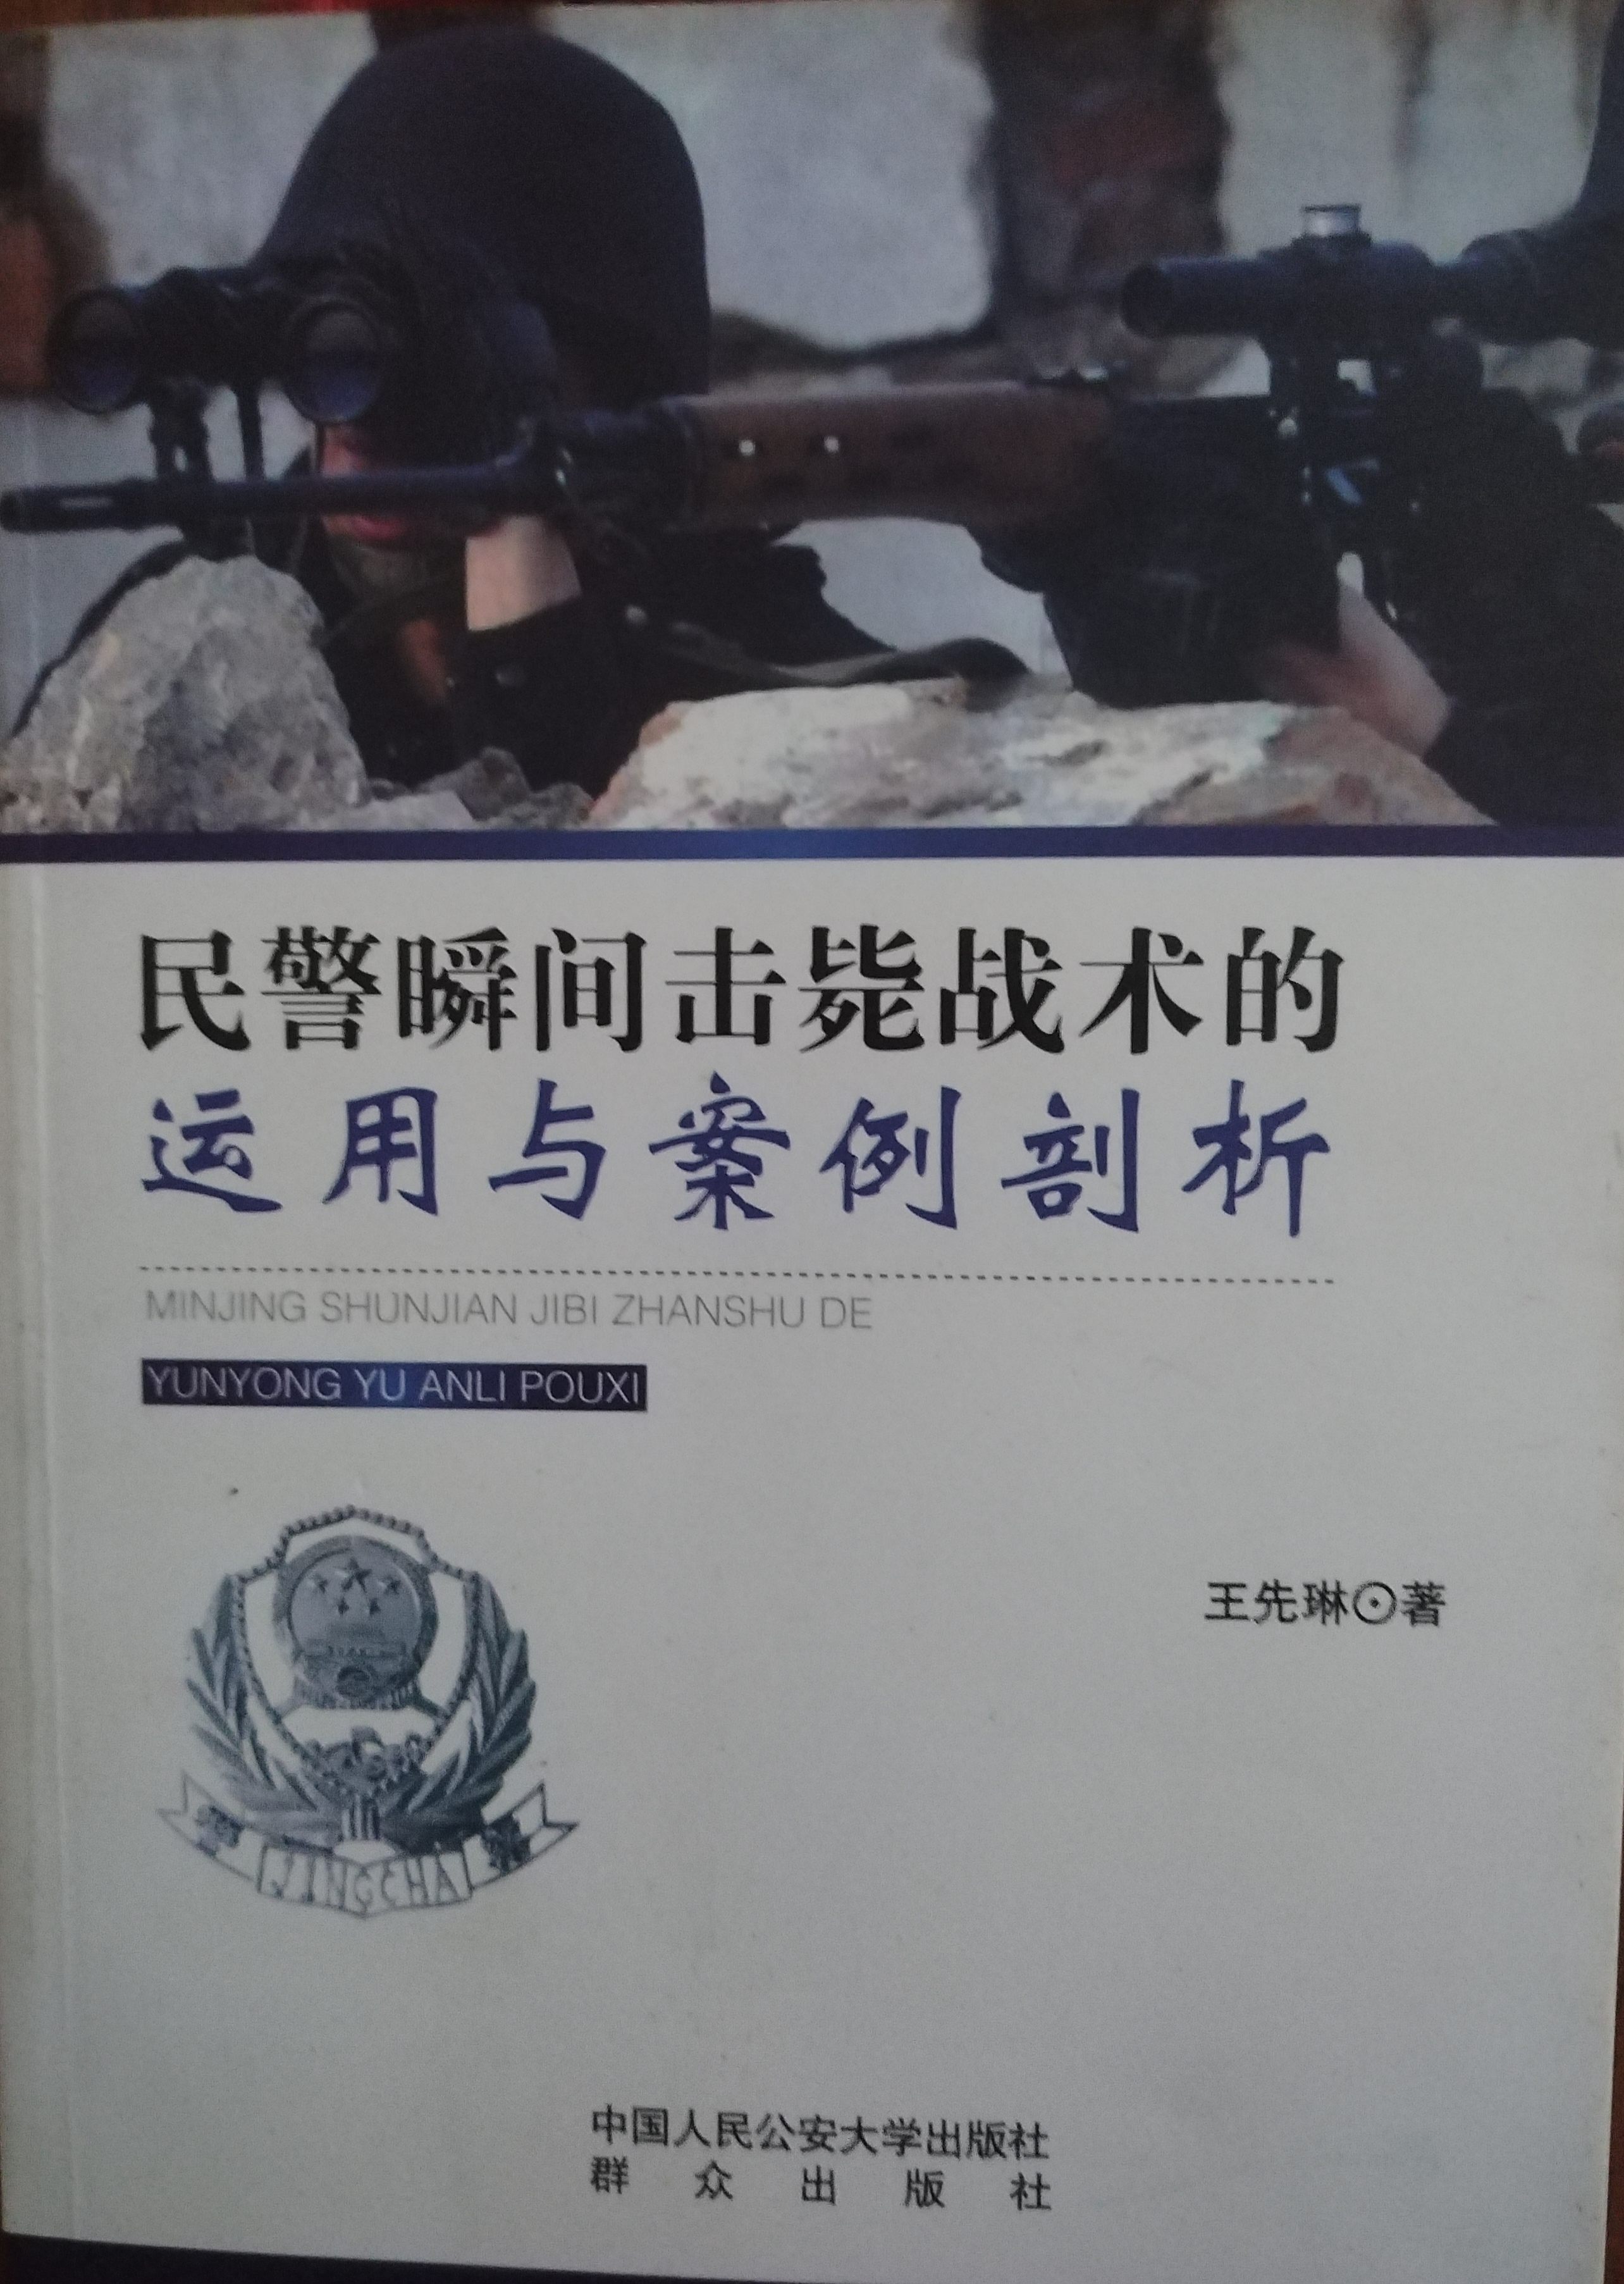 民警瞬间击毙战术的
运用与案例剖析
MINJING SHUNJIAN JIBI ZHANSHU DE
YUNYONG YU ANLI POUXI
王先琳⊙著
警 察
JINGCHA
中国人民公安大学出版社
群众出版社